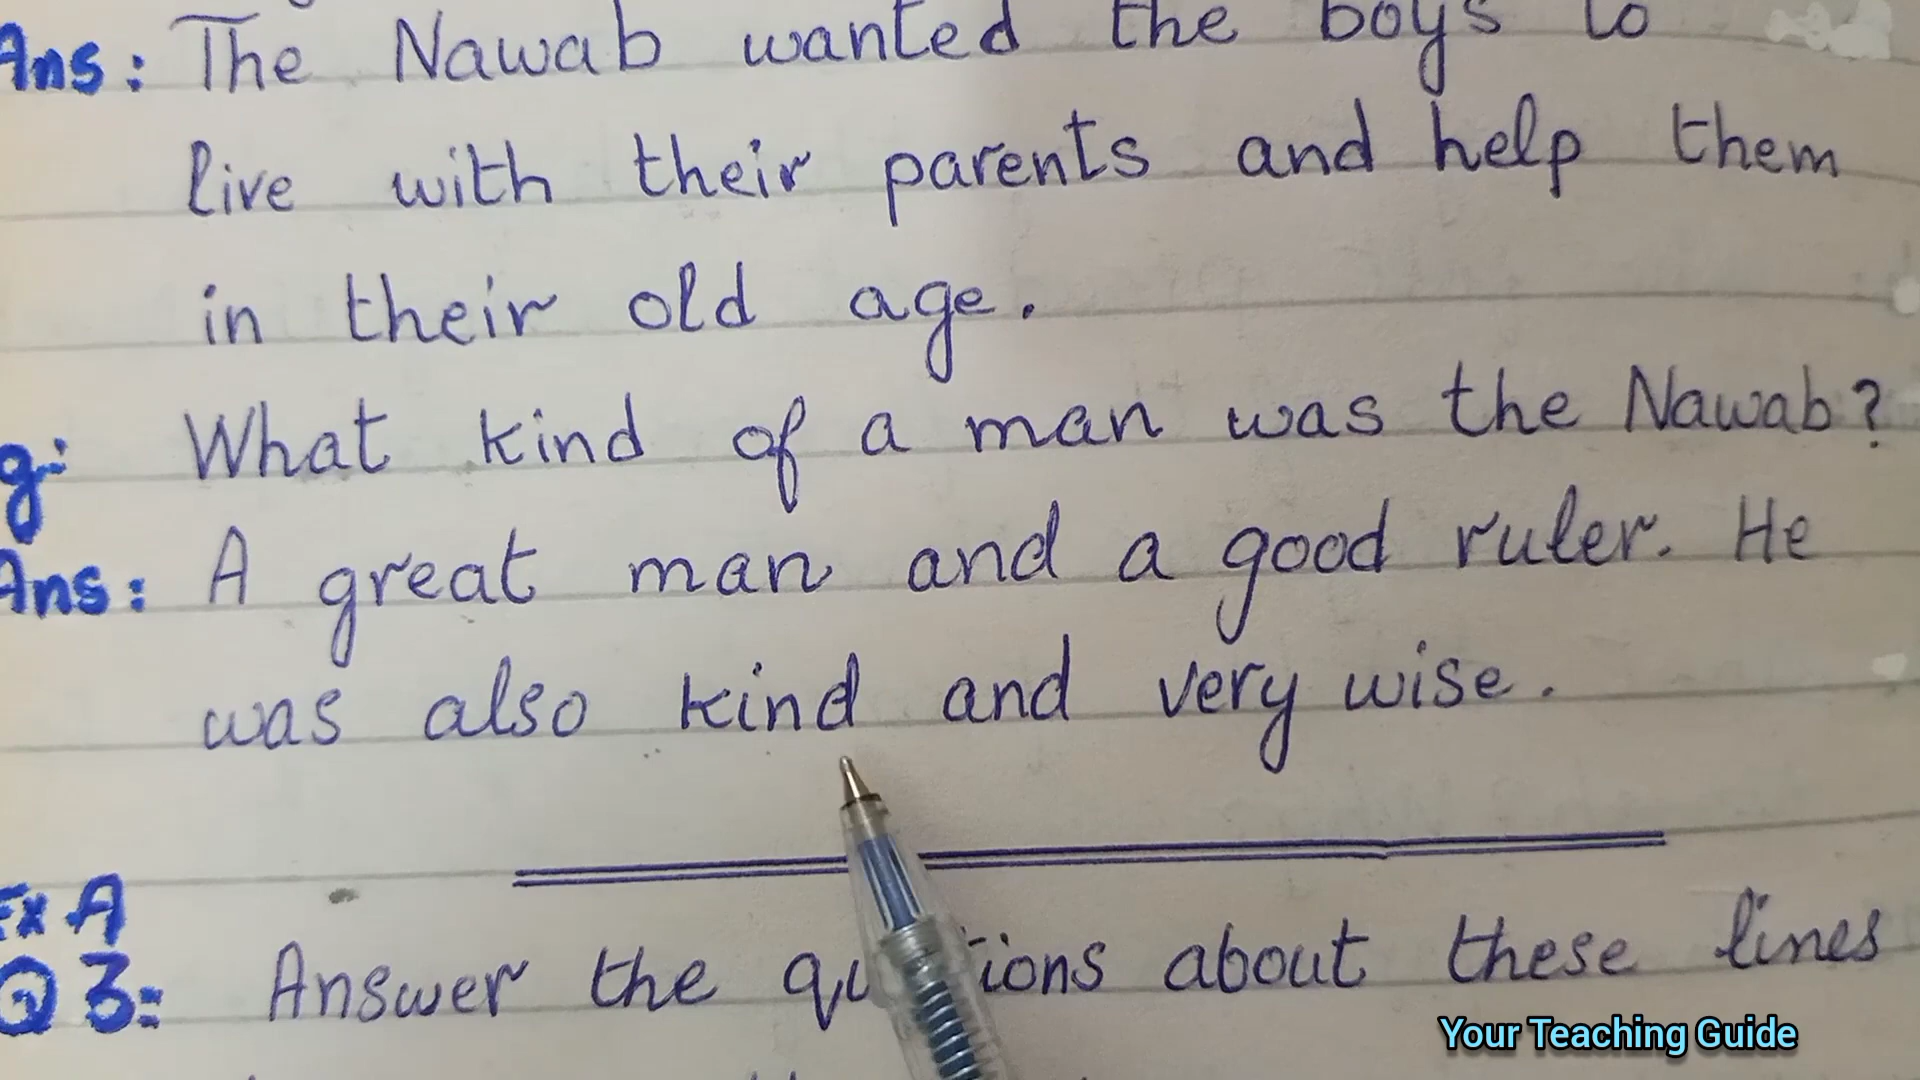 Ans: The Nawab wanted the boys to
live with their parents and help them
in their old age.
g: What kind of a man was the Nawab?
Ans: A great man and a good ruler. He
was also kind and very wise.
Ex A
Q3: Answer the about these lines
Your Teaching Guide